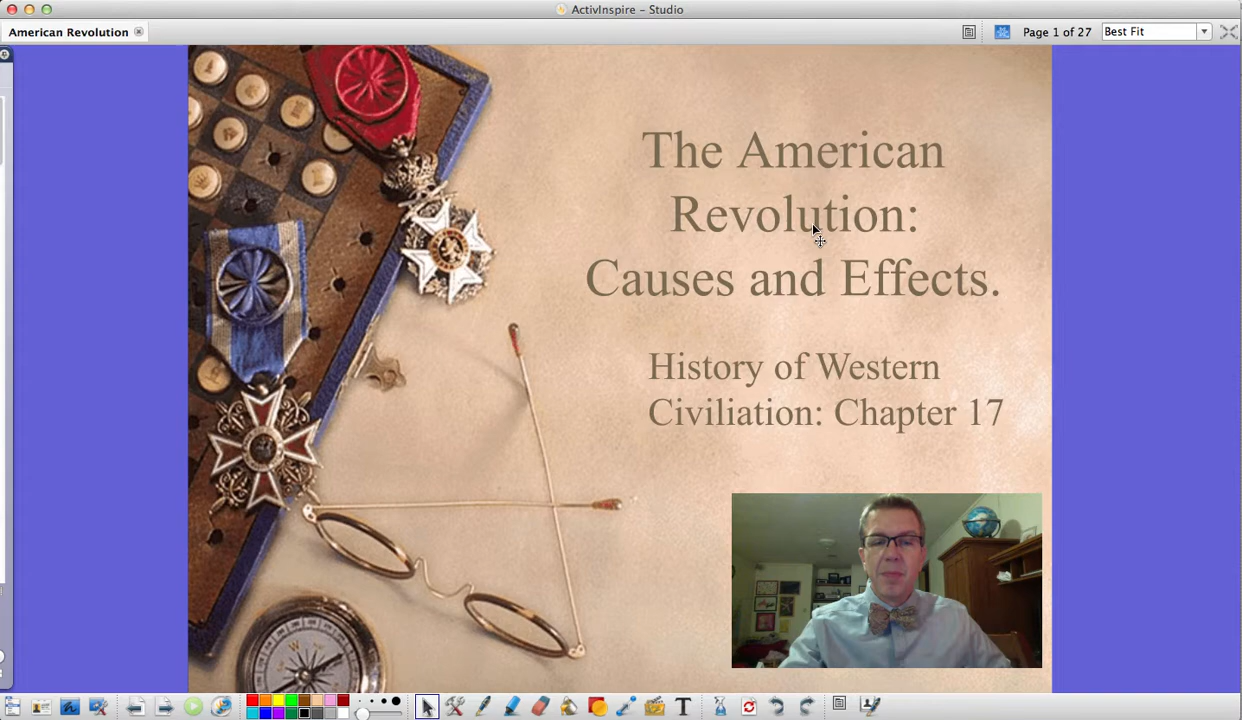 ActivInspire – Studio
American Revolution
Page 1 of 27
Best Fit
The American
Revolution:
Causes and Effects.
History of Western
Civiliation: Chapter 17